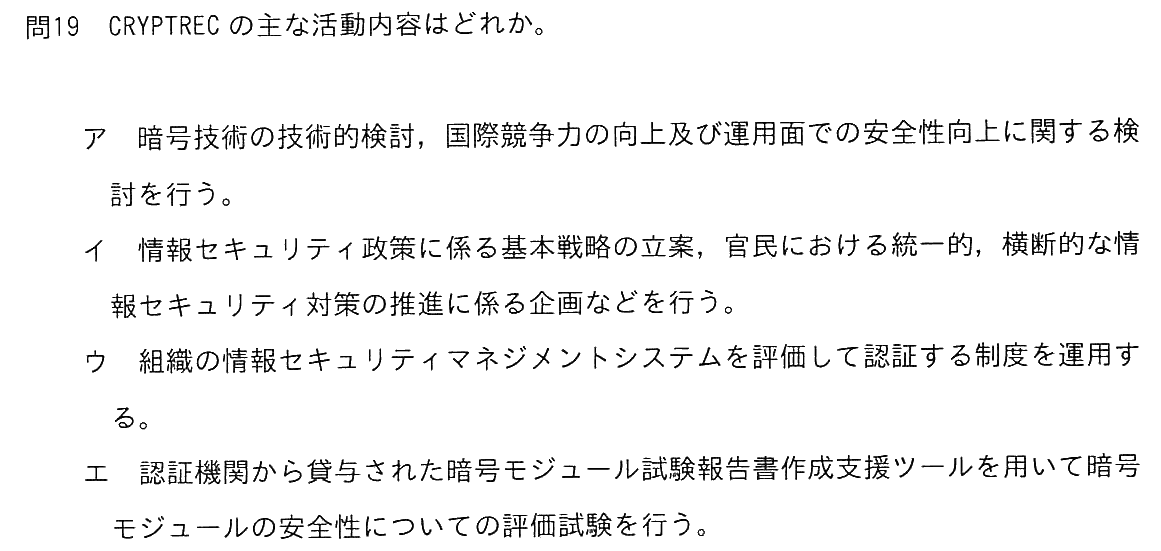 問19 CRYPTREC の主な活動内容はどれか。
ア 暗号技術の技術的検討，国際競争力の向上及び運用面での安全性向上に関する検
討を行う。
イ 情報セキュリティ政策に係る基本戦略の立案，官民における統一的，横断的な情
報セキュリティ対策の推進に係る企画などを行う。
ウ 組織の情報セキュリティマネジメントシステムを評価して認証する制度を運用す
る。
エ 認証機関から貸与された暗号モジュール試験報告書作成支援ツールを用いて暗号
モジュールの安全性についての評価試験を行う。